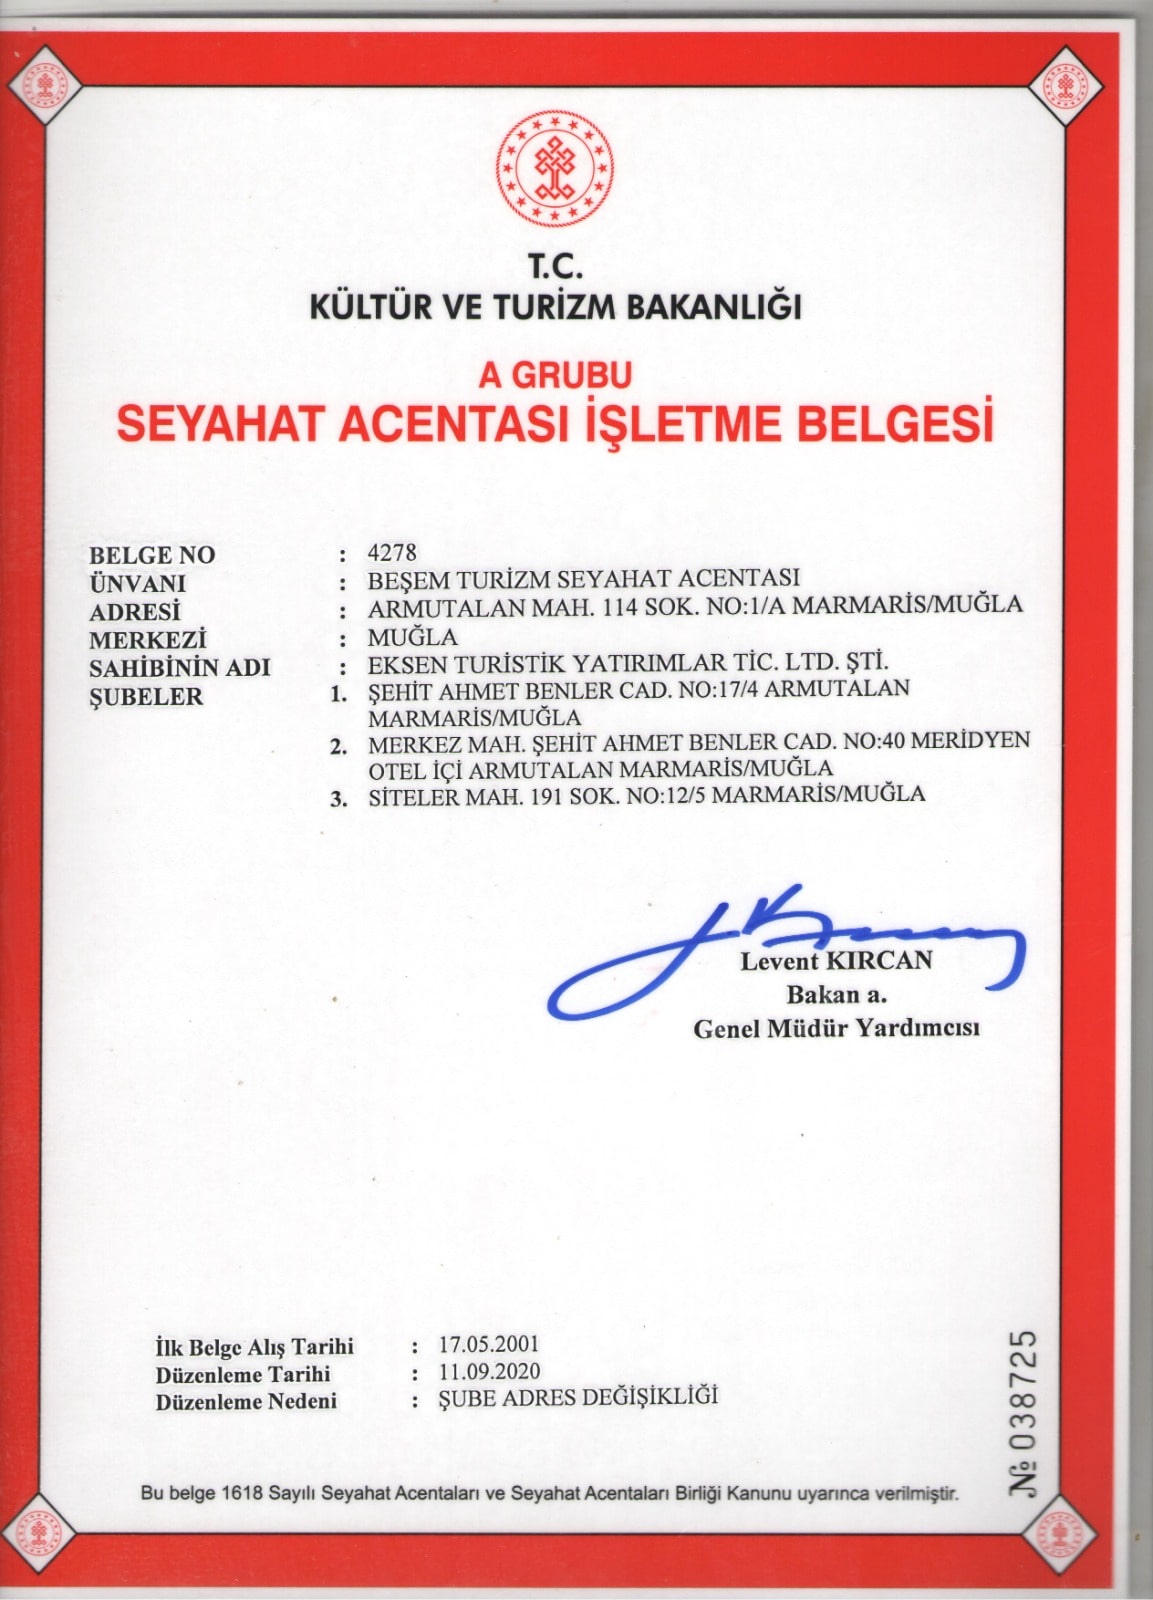 T.C.
KÜLTÜR VE TURİZM BAKANLIĞI
A GRUBU
SEYAHAT ACENTASI İŞLETME BELGESİ
BELGE NO : 4278
ÜNVANI : BEŞEM TURİZM SEYAHAT ACENTASI
ADRESİ : ARMUTALAN MAH. 114 SOK. NO:1/A MARMARİS/MUĞLA
MERKEZİ : MUĞLA
SAHİBİNİN ADI : EKSEN TURİSTİK YATIRIMLAR TİC. LTD. ŞTİ.
ŞUBELER 1. ŞEHİT AHMET BENLER CAD. NO:17/4 ARMUTALAN
MARMARİS/MUĞLA
2. MERKEZ MAH. ŞEHİT AHMET BENLER CAD. NO:40 MERİDYEN
OTEL İÇİ ARMUTALAN MARMARİS/MUĞLA
3. SİTELER MAH. 191 SOK. NO:12/5 MARMARİS/MUĞLA
Levent KIRCAN
Bakan a.
Genel Müdür Yardımcısı
İlk Belge Alış Tarihi : 17.05.2001
Düzenleme Tarihi : 11.09.2020
Düzenleme Nedeni : ŞUBE ADRES DEĞİŞİKLİĞİ
№ 038725
Bu belge 1618 Sayılı Seyahat Acentaları ve Seyahat Acentaları Birliği Kanunu uyarınca verilmiştir.